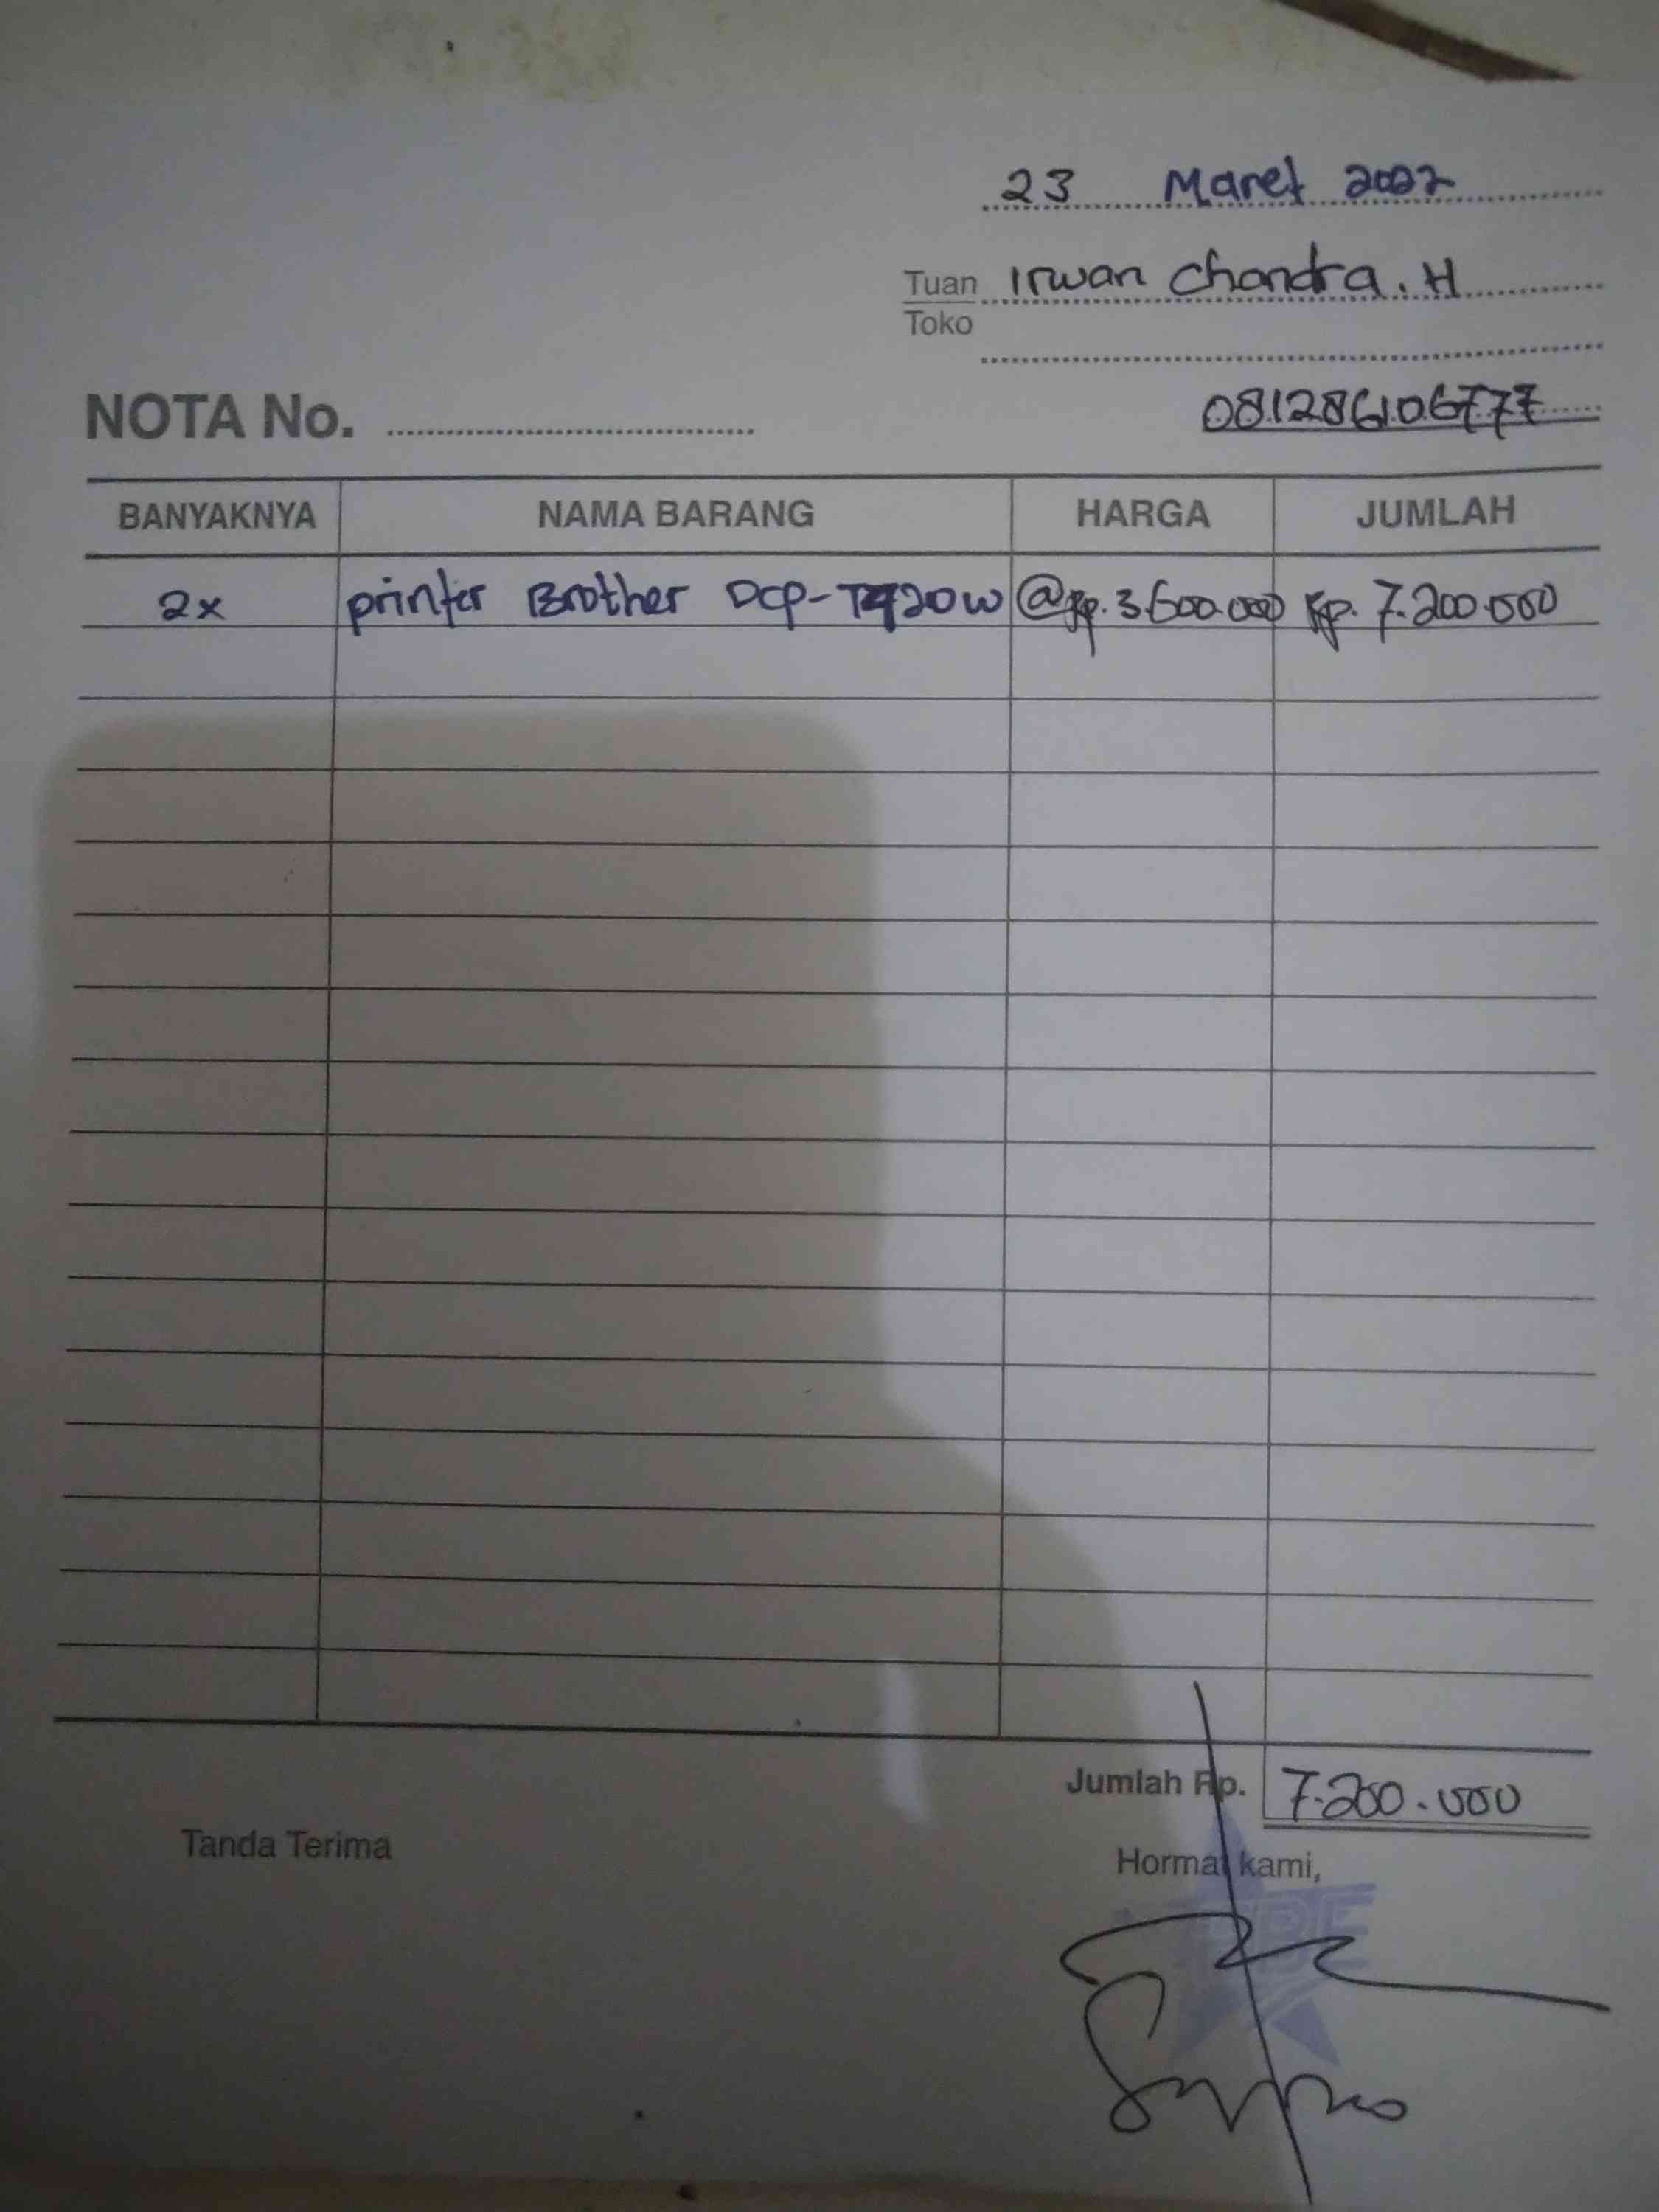 23 Maret 2022
Tuan Irwan Chandra. H
Toko
NOTA No.
081286106777
BANYAKNYA NAMA BARANG HARGA JUMLAH
2x printer Brother Dcp-T420w @Rp. 3.600.000 Rp. 7.200.000
Jumlah Rp. 7.200.000
Tanda Terima
Hormat kami,